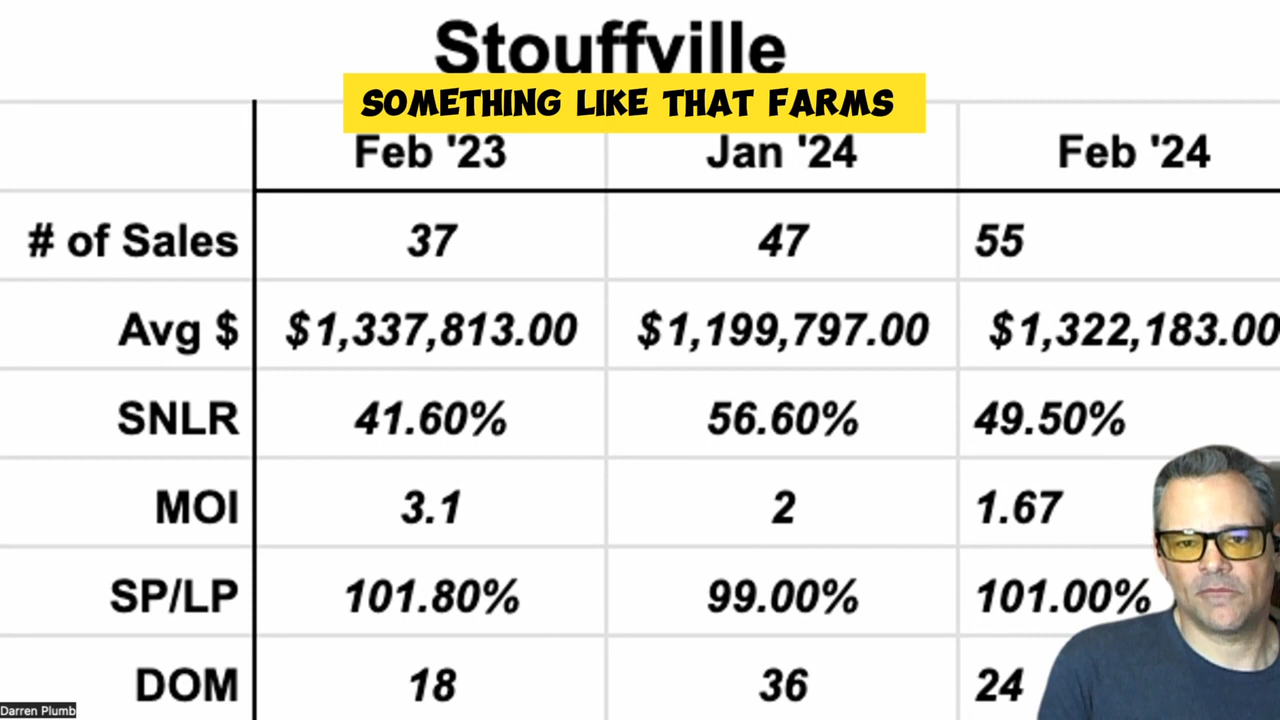 Stouffville
SOMETHING LIKE THAT FARMS
Feb '23 Jan '24 Feb '24
# of Sales 37 47 55
Avg $ $1,337,813.00 $1,199,797.00 $1,322,183.00
SNLR 41.60% 56.60% 49.50%
MOI 3.1 2 1.67
SP/LP 101.80% 99.00% 101.00%
DOM 18 36 24
Darren Plumb